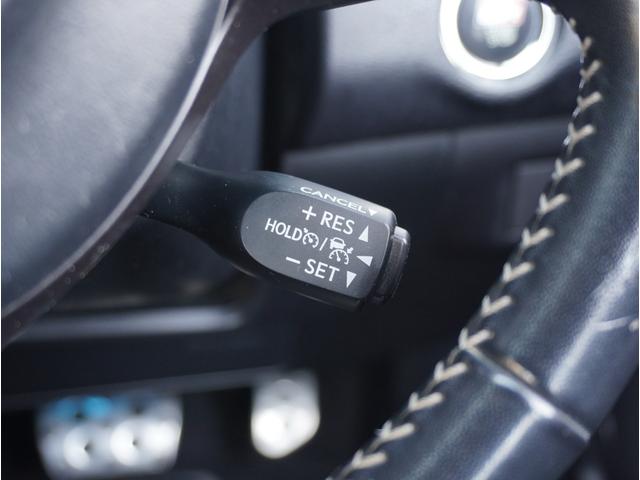 CANCEL▼
+ RES ▲
HOLD /
− SET ▼